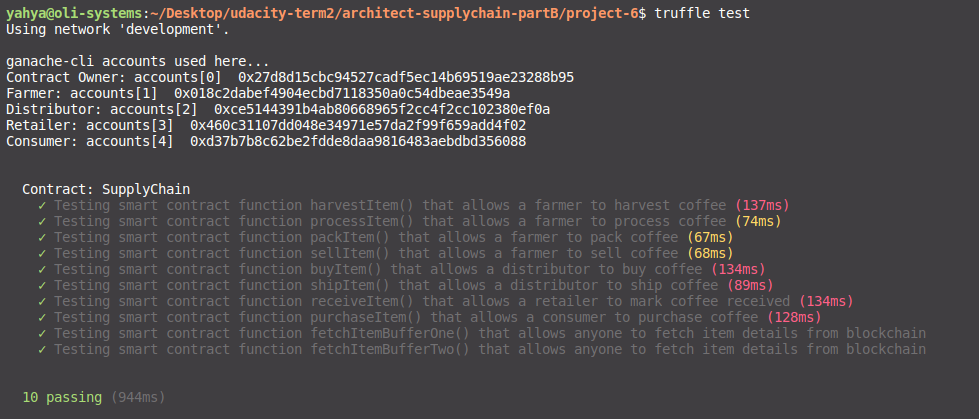 yahya@oli-systems:~/Desktop/udacity-term2/architect-supplychain-partB/project-6$ truffle test
Using network 'development'.
ganache-cli accounts used here...
Contract Owner: accounts[0] 0x27d8d15cbc94527cadf5ec14b69519ae23288b95
Farmer: accounts[1] 0x018c2dabef4904ecbd7118350a0c54dbeae3549a
Distributor: accounts[2] 0xce5144391b4ab80668965f2cc4f2cc102380ef0a
Retailer: accounts[3] 0x460c31107dd048e34971e57da2f99f659add4f02
Consumer: accounts[4] 0xd37b7b8c62be2fdde8daa9816483aebdbd356088
Contract: SupplyChain
✓ Testing smart contract function harvestItem() that allows a farmer to harvest coffee (137ms)
✓ Testing smart contract function processItem() that allows a farmer to process coffee (74ms)
✓ Testing smart contract function packItem() that allows a farmer to pack coffee (67ms)
✓ Testing smart contract function sellItem() that allows a farmer to sell coffee (68ms)
✓ Testing smart contract function buyItem() that allows a distributor to buy coffee (134ms)
✓ Testing smart contract function shipItem() that allows a distributor to ship coffee (89ms)
✓ Testing smart contract function receiveItem() that allows a retailer to mark coffee received (134ms)
✓ Testing smart contract function purchaseItem() that allows a consumer to purchase coffee (128ms)
✓ Testing smart contract function fetchItemBufferOne() that allows anyone to fetch item details from blockchain
✓ Testing smart contract function fetchItemBufferTwo() that allows anyone to fetch item details from blockchain
10 passing (944ms)